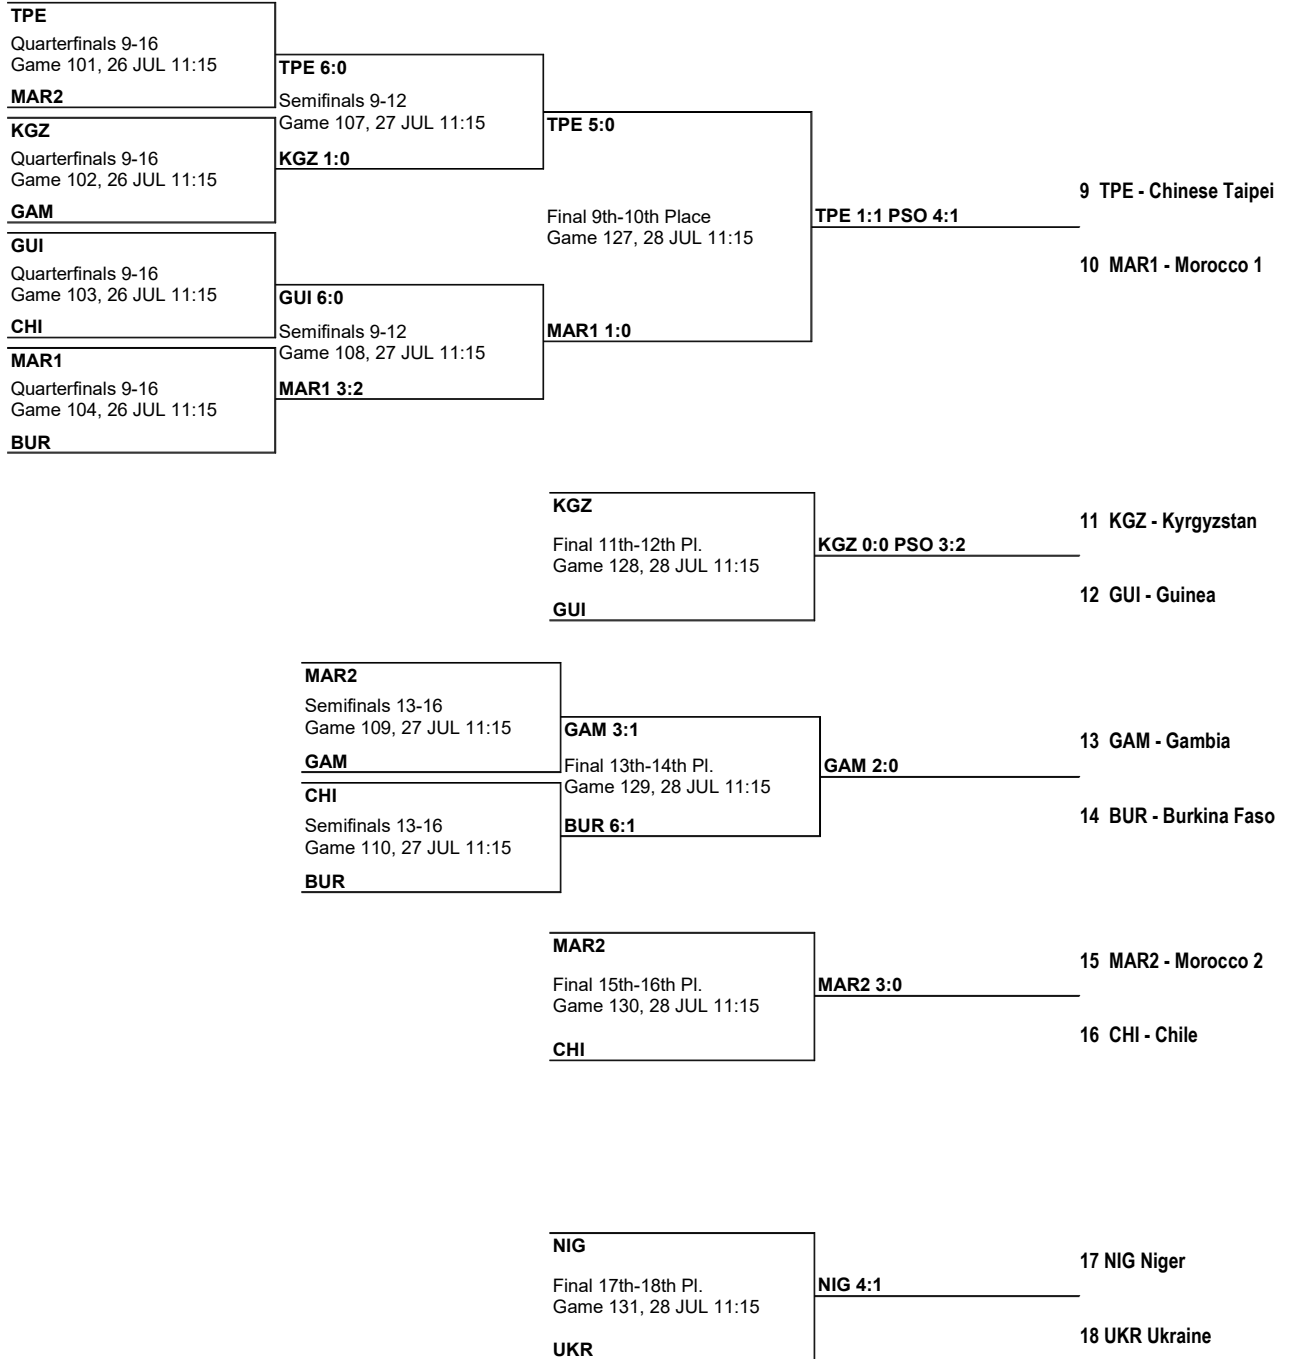 TPE
Quarterfinals 9-16
Game 101, 26 JUL 11:15
MAR2
KGZ
Quarterfinals 9-16
Game 102, 26 JUL 11:15
GAM
GUI
Quarterfinals 9-16
Game 103, 26 JUL 11:15
CHI
MAR1
Quarterfinals 9-16
Game 104, 26 JUL 11:15
BUR
TPE 6:0
Semifinals 9-12
Game 107, 27 JUL 11:15
KGZ 1:0
GUI 6:0
Semifinals 9-12
Game 108, 27 JUL 11:15
MAR1 3:2
TPE 5:0
Final 9th-10th Place
Game 127, 28 JUL 11:15
MAR1 1:0
TPE 1:1 PSO 4:1
9 TPE - Chinese Taipei
10 MAR1 - Morocco 1
KGZ
Final 11th-12th Pl.
Game 128, 28 JUL 11:15
GUI
KGZ 0:0 PSO 3:2
11 KGZ - Kyrgyzstan
12 GUI - Guinea
MAR2
Semifinals 13-16
Game 109, 27 JUL 11:15
GAM
CHI
Semifinals 13-16
Game 110, 27 JUL 11:15
BUR
GAM 3:1
Final 13th-14th Pl.
Game 129, 28 JUL 11:15
BUR 6:1
GAM 2:0
13 GAM - Gambia
14 BUR - Burkina Faso
MAR2
Final 15th-16th Pl.
Game 130, 28 JUL 11:15
CHI
MAR2 3:0
15 MAR2 - Morocco 2
16 CHI - Chile
NIG
Final 17th-18th Pl.
Game 131, 28 JUL 11:15
UKR
NIG 4:1
17 NIG Niger
18 UKR Ukraine